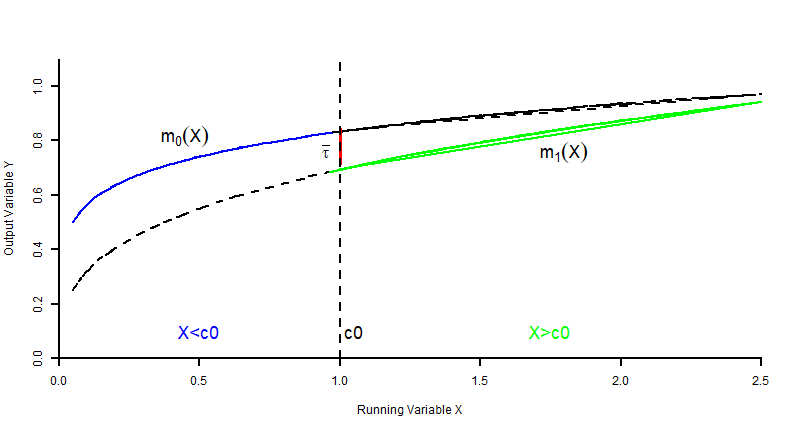 Output Variable Y
1.0
0.8
0.6
0.4
0.2
0.0
m0(X)
τ̅
m1(X)
X<c0
c0
X>c0
0.0 0.5 1.0 1.5 2.0 2.5
Running Variable X